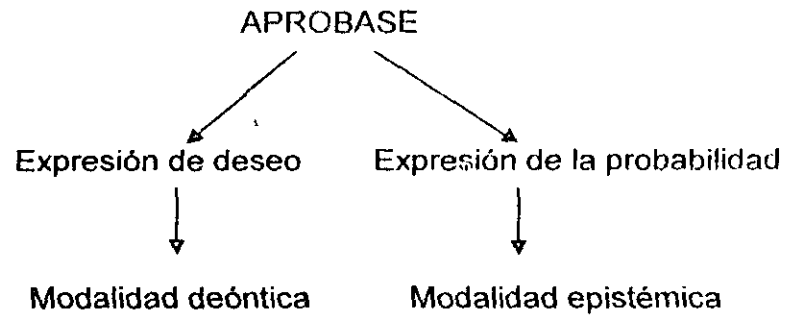 APROBASE
Expresión de deseo Expresión de la probabilidad
Modalidad deóntica Modalidad epistémica